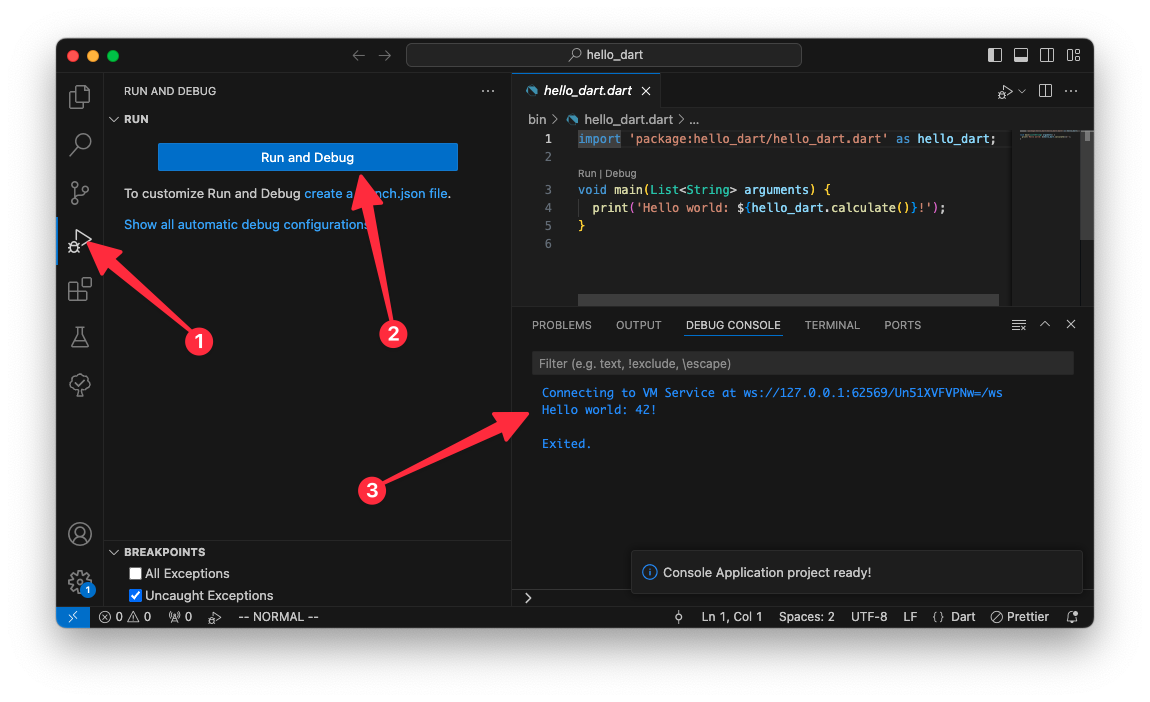 hello_dart
RUN AND DEBUG
RUN
Run and Debug
To customize Run and Debug create a launch.json file.
Show all automatic debug configurations.
1
2
3
hello_dart.dart
bin > hello_dart.dart > ...
1 import 'package:hello_dart/hello_dart.dart' as hello_dart;
2
Run | Debug
3 void main(List<String> arguments) {
4 print('Hello world: ${hello_dart.calculate()}!');
5 }
6
PROBLEMS OUTPUT DEBUG CONSOLE TERMINAL PORTS
Filter (e.g. text, !exclude, \escape)
Connecting to VM Service at ws://127.0.0.1:62569/Un51XVFVPNw=/ws
Hello world: 42!
Exited.
BREAKPOINTS
All Exceptions
Uncaught Exceptions
1
Console Application project ready!
>
0 0 0 -- NORMAL -- Ln 1, Col 1 Spaces: 2 UTF-8 LF {} Dart Prettier